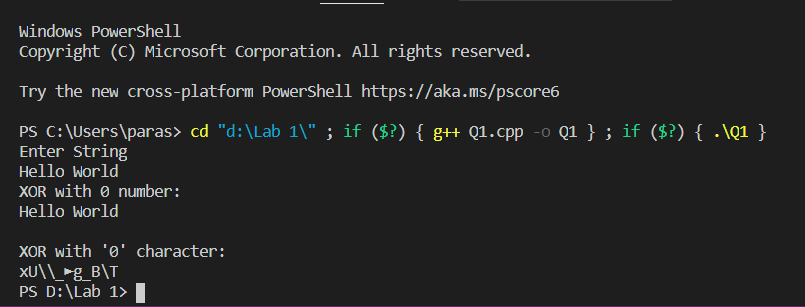 Windows PowerShell
Copyright (C) Microsoft Corporation. All rights reserved.
Try the new cross-platform PowerShell https://aka.ms/pscore6
PS C:\Users\paras> cd "d:\Lab 1\" ; if ($?) { g++ Q1.cpp -o Q1 } ; if ($?) { .\Q1 }
Enter String
Hello World
XOR with 0 number:
Hello World
XOR with '0' character:
xU\\_►g_B\T
PS D:\Lab 1>